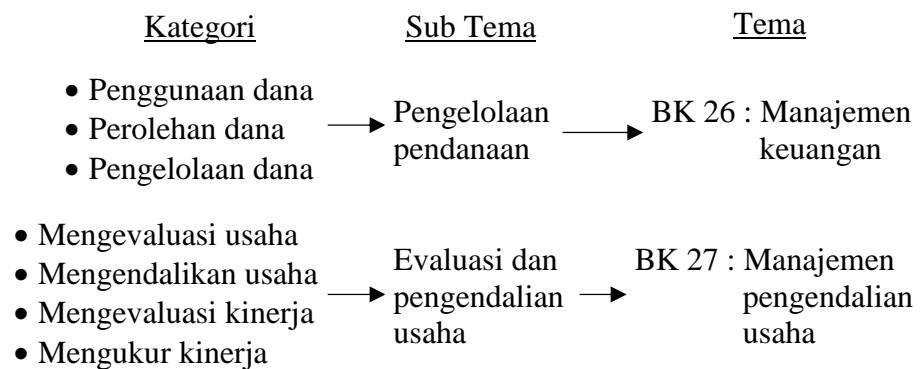 Kategori
Sub Tema
Tema
• Penggunaan dana
• Perolehan dana
• Pengelolaan dana
Pengelolaan
pendanaan
BK 26 : Manajemen
keuangan
• Mengevaluasi usaha
• Mengendalikan usaha
• Mengevaluasi kinerja
• Mengukur kinerja
Evaluasi dan
pengendalian
usaha
BK 27 : Manajemen
pengendalian
usaha